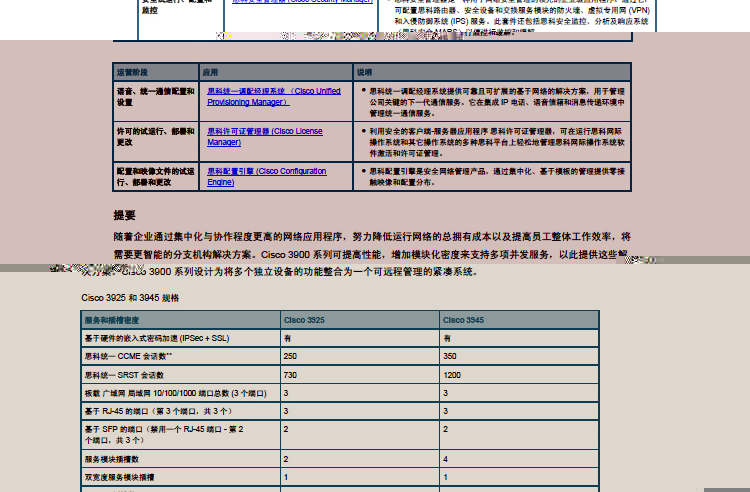 监控
思科安全管理器 (Cisco Security Manager)
可配置思科路由器、安全设备和交换服务模块的防火墙、虚拟专用网 (VPN)
和入侵防御系统 (IPS) 服务。此套件还包括思科安全监控、分析及响应系统
运营阶段 应用 说明
语音、统一通信配置和
设置
思科统一调配经理系统 （Cisco Unified
Provisioning Manager）
● 思科统一调配经理系统提供可靠且可扩展的基于网络的解决方案，用于管理
公司关键的下一代通信服务。它在集成 IP 电话、语音信箱和消息传递环境中
管理统一通信服务。
许可的试运行、部署和
更改
思科许可证管理器 (Cisco License
Manager)
● 利用安全的客户端-服务器应用程序 思科许可证管理器，可在运行思科网际
操作系统和其它操作系统的多种思科平台上轻松地管理思科网际操作系统软
件激活和许可证管理。
配置和映像文件的试运
行、部署和更改
思科配置引擎 (Cisco Configuration
Engine)
● 思科配置引擎是安全网络管理产品，通过集中化、基于模板的管理提供零接
触映像和配置分布。
提要
随着企业通过集中化与协作程度更高的网络应用程序，努力降低运行网络的总拥有成本以及提高员工整体工作效率，将
需要更智能的分支机构解决方案。Cisco 3900 系列可提高性能，增加模块化密度来支持多项并发服务，以此提供这些解
决方案。Cisco 3900 系列设计为将多个独立设备的功能整合为一个可远程管理的紧凑系统。
Cisco 3925 和 3945 规格
服务和插槽密度 Cisco 3925 Cisco 3945
基于硬件的嵌入式密码加速 (IPSec + SSL) 有 有
思科统一 CCME 会话数** 250 350
思科统一 SRST 会话数 730 1200
板载 广域网 局域网 10/100/1000 端口总数 (3 个端口) 3 3
基于 RJ-45 的端口（第 3 个端口，共 3 个） 3 3
基于 SFP 的端口（禁用一个 RJ-45 端口 - 第 2
个端口，共 3 个） 2 2
服务模块插槽数 2 4
双宽度服务模块插槽 1 1